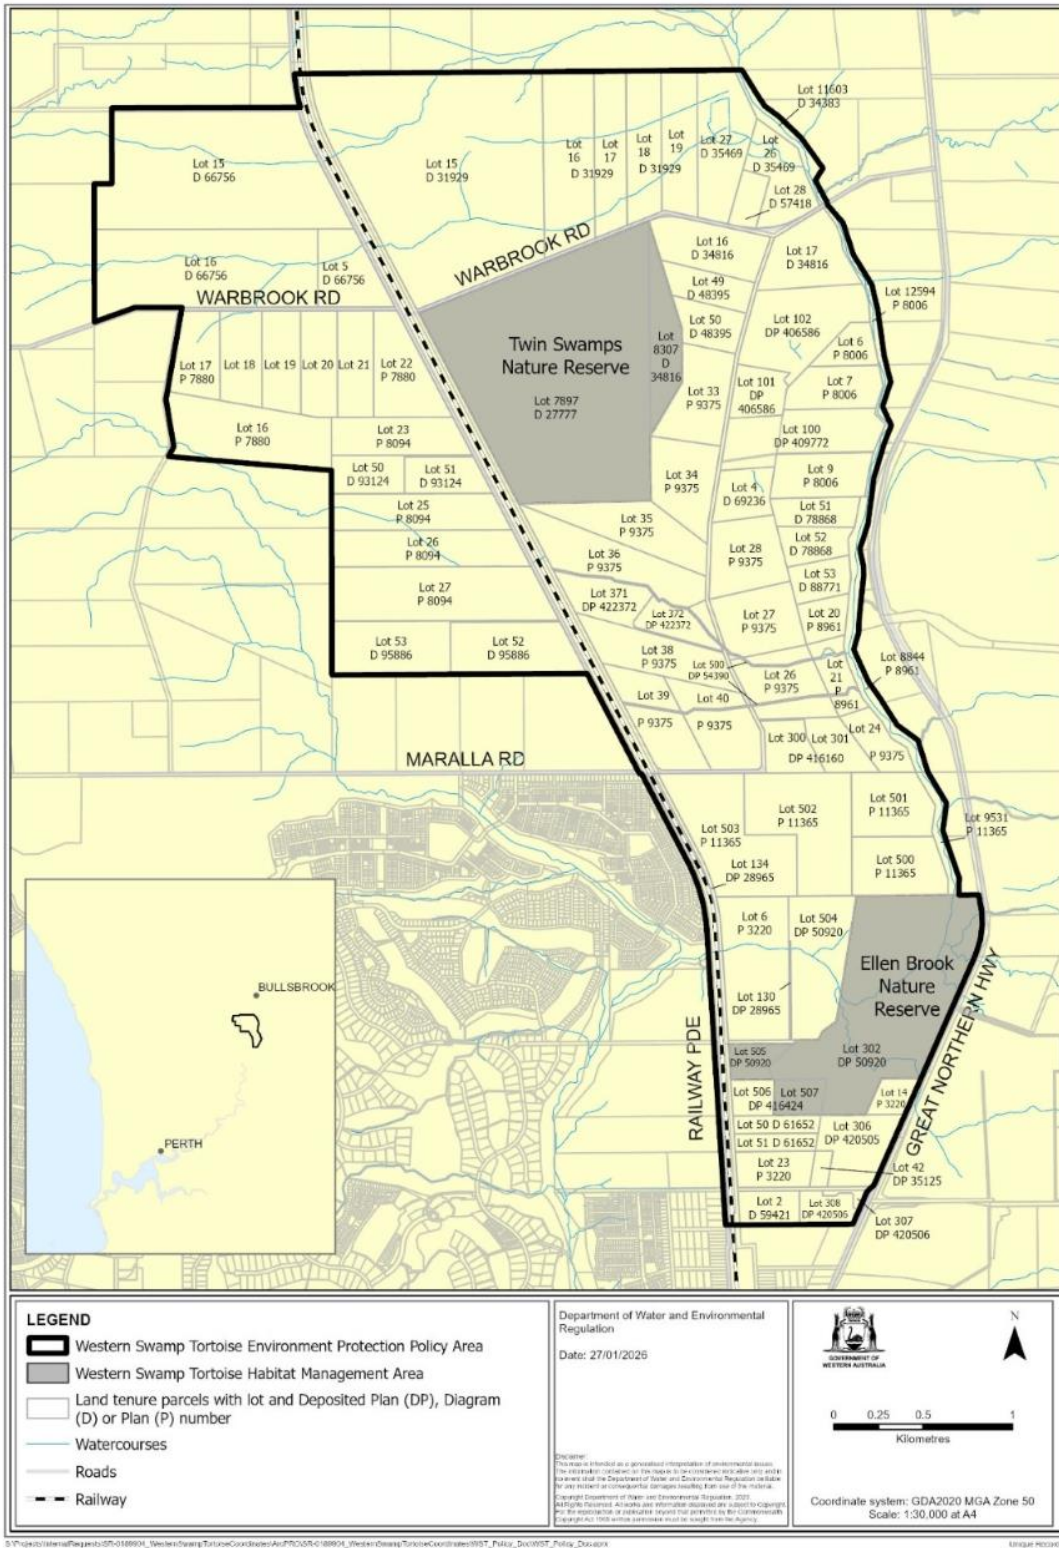 Lot 11603
D 34383
Lot 15
D 66756
Lot 15
D 31929
Lot
16
Lot
17
D 31929
Lot
18
Lot
19
D 31929
Lot 27
D 35469
Lot
26
D 35469
Lot 28
D 57418
Lot 16
D 66756
Lot 5
D 66756
WARBROOK RD
WARBROOK RD
Lot 16
D 34816
Lot 17
D 34816
Lot 49
D 48395
Lot 12594
P 8006
Lot 50
D 48395
Lot 102
DP 406586
Lot 6
P 8006
Twin Swamps
Nature Reserve
Lot 7897
D 27777
Lot
8307
D
34816
Lot 17
P 7880
Lot 18
Lot 19
Lot 20
Lot 21
Lot 22
P 7880
Lot 33
P 9375
Lot 101
DP
406586
Lot 7
P 8006
Lot 16
P 7880
Lot 23
P 8094
Lot 100
DP 409772
Lot 50
D 93124
Lot 51
D 93124
Lot 34
P 9375
Lot 4
D 69236
Lot 9
P 8006
Lot 25
P 8094
Lot 35
P 9375
Lot 51
D 78868
Lot 26
P 8094
Lot 36
P 9375
Lot 28
P 9375
Lot 52
D 78868
Lot 27
P 8094
Lot 371
DP 422372
Lot 53
D 88771
Lot 372
DP 422372
Lot 27
P 9375
Lot 20
P 8961
Lot 53
D 95886
Lot 52
D 95886
Lot 38
P 9375
Lot 500
DP 54390
Lot 26
P 9375
Lot
21
P
8961
Lot 8844
P 8961
Lot 39
P 9375
Lot 40
P 9375
Lot 300
Lot 301
DP 416160
Lot 24
P 9375
MARALLA RD
Lot 503
P 11365
Lot 502
P 11365
Lot 501
P 11365
Lot 9531
P 11365
Lot 134
DP 28965
Lot 500
P 11365
Lot 6
P 3220
Lot 504
DP 50920
Ellen Brook
Nature
Reserve
Lot 130
DP 28965
Lot 302
DP 50920
Lot 505
DP 50920
RAILWAY PDE
GREAT NORTHERN HWY
Lot 506
Lot 507
DP 416424
Lot 14
P 3220
Lot 50 D 61652
Lot 51 D 61652
Lot 306
DP 420505
Lot 23
P 3220
Lot 42
DP 35125
Lot 2
D 59421
Lot 308
DP 420506
Lot 307
DP 420506
BULLSBROOK
PERTH
LEGEND
Western Swamp Tortoise Environment Protection Policy Area
Western Swamp Tortoise Habitat Management Area
Land tenure parcels with lot and Deposited Plan (DP), Diagram
(D) or Plan (P) number
Watercourses
Roads
Railway
Department of Water and Environmental
Regulation
Date: 27/01/2026
Disclaimer:
GOVERNMENT OF
WESTERN AUSTRALIA
N
0 0.25 0.5 1
Kilometres
Coordinate system: GDA2020 MGA Zone 50
Scale: 1:30,000 at A4